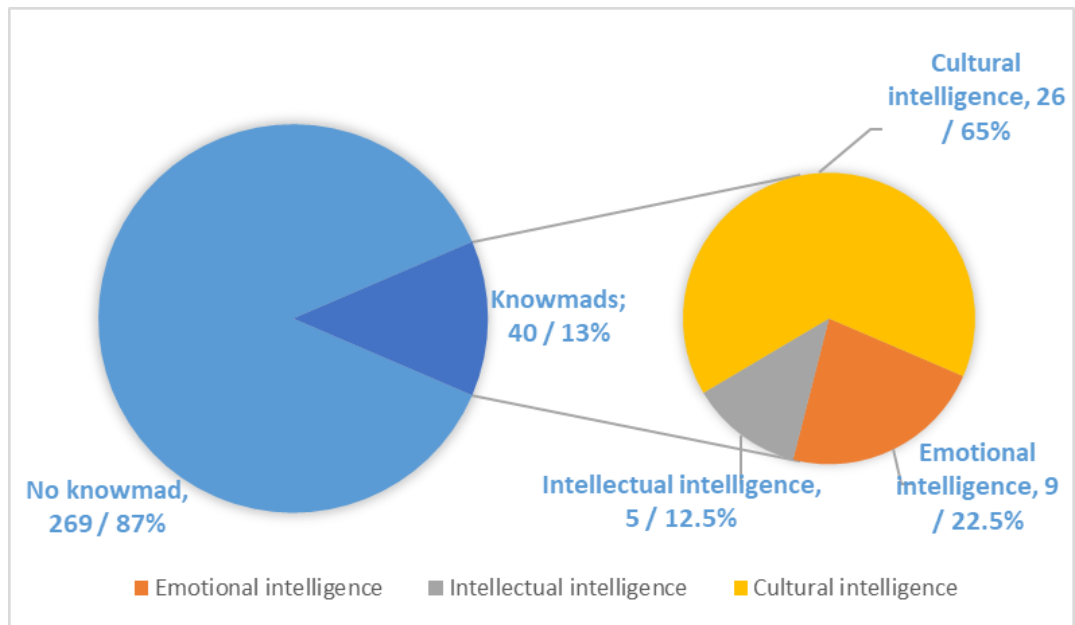 Cultural
intelligence, 26
/ 65%
Knowmads;
40 / 13%
No knowmad,
269 / 87%
Intellectual intelligence,
5 / 12.5%
Emotional
intelligence, 9
/ 22.5%
Emotional intelligence
Intellectual intelligence
Cultural intelligence